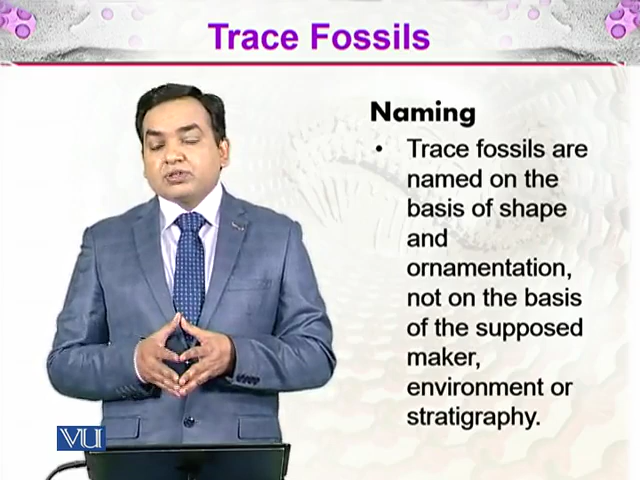 Trace Fossils
Naming
• Trace fossils are
named on the
basis of shape
and
ornamentation,
not on the basis
of the supposed
maker,
environment or
stratigraphy.
VU